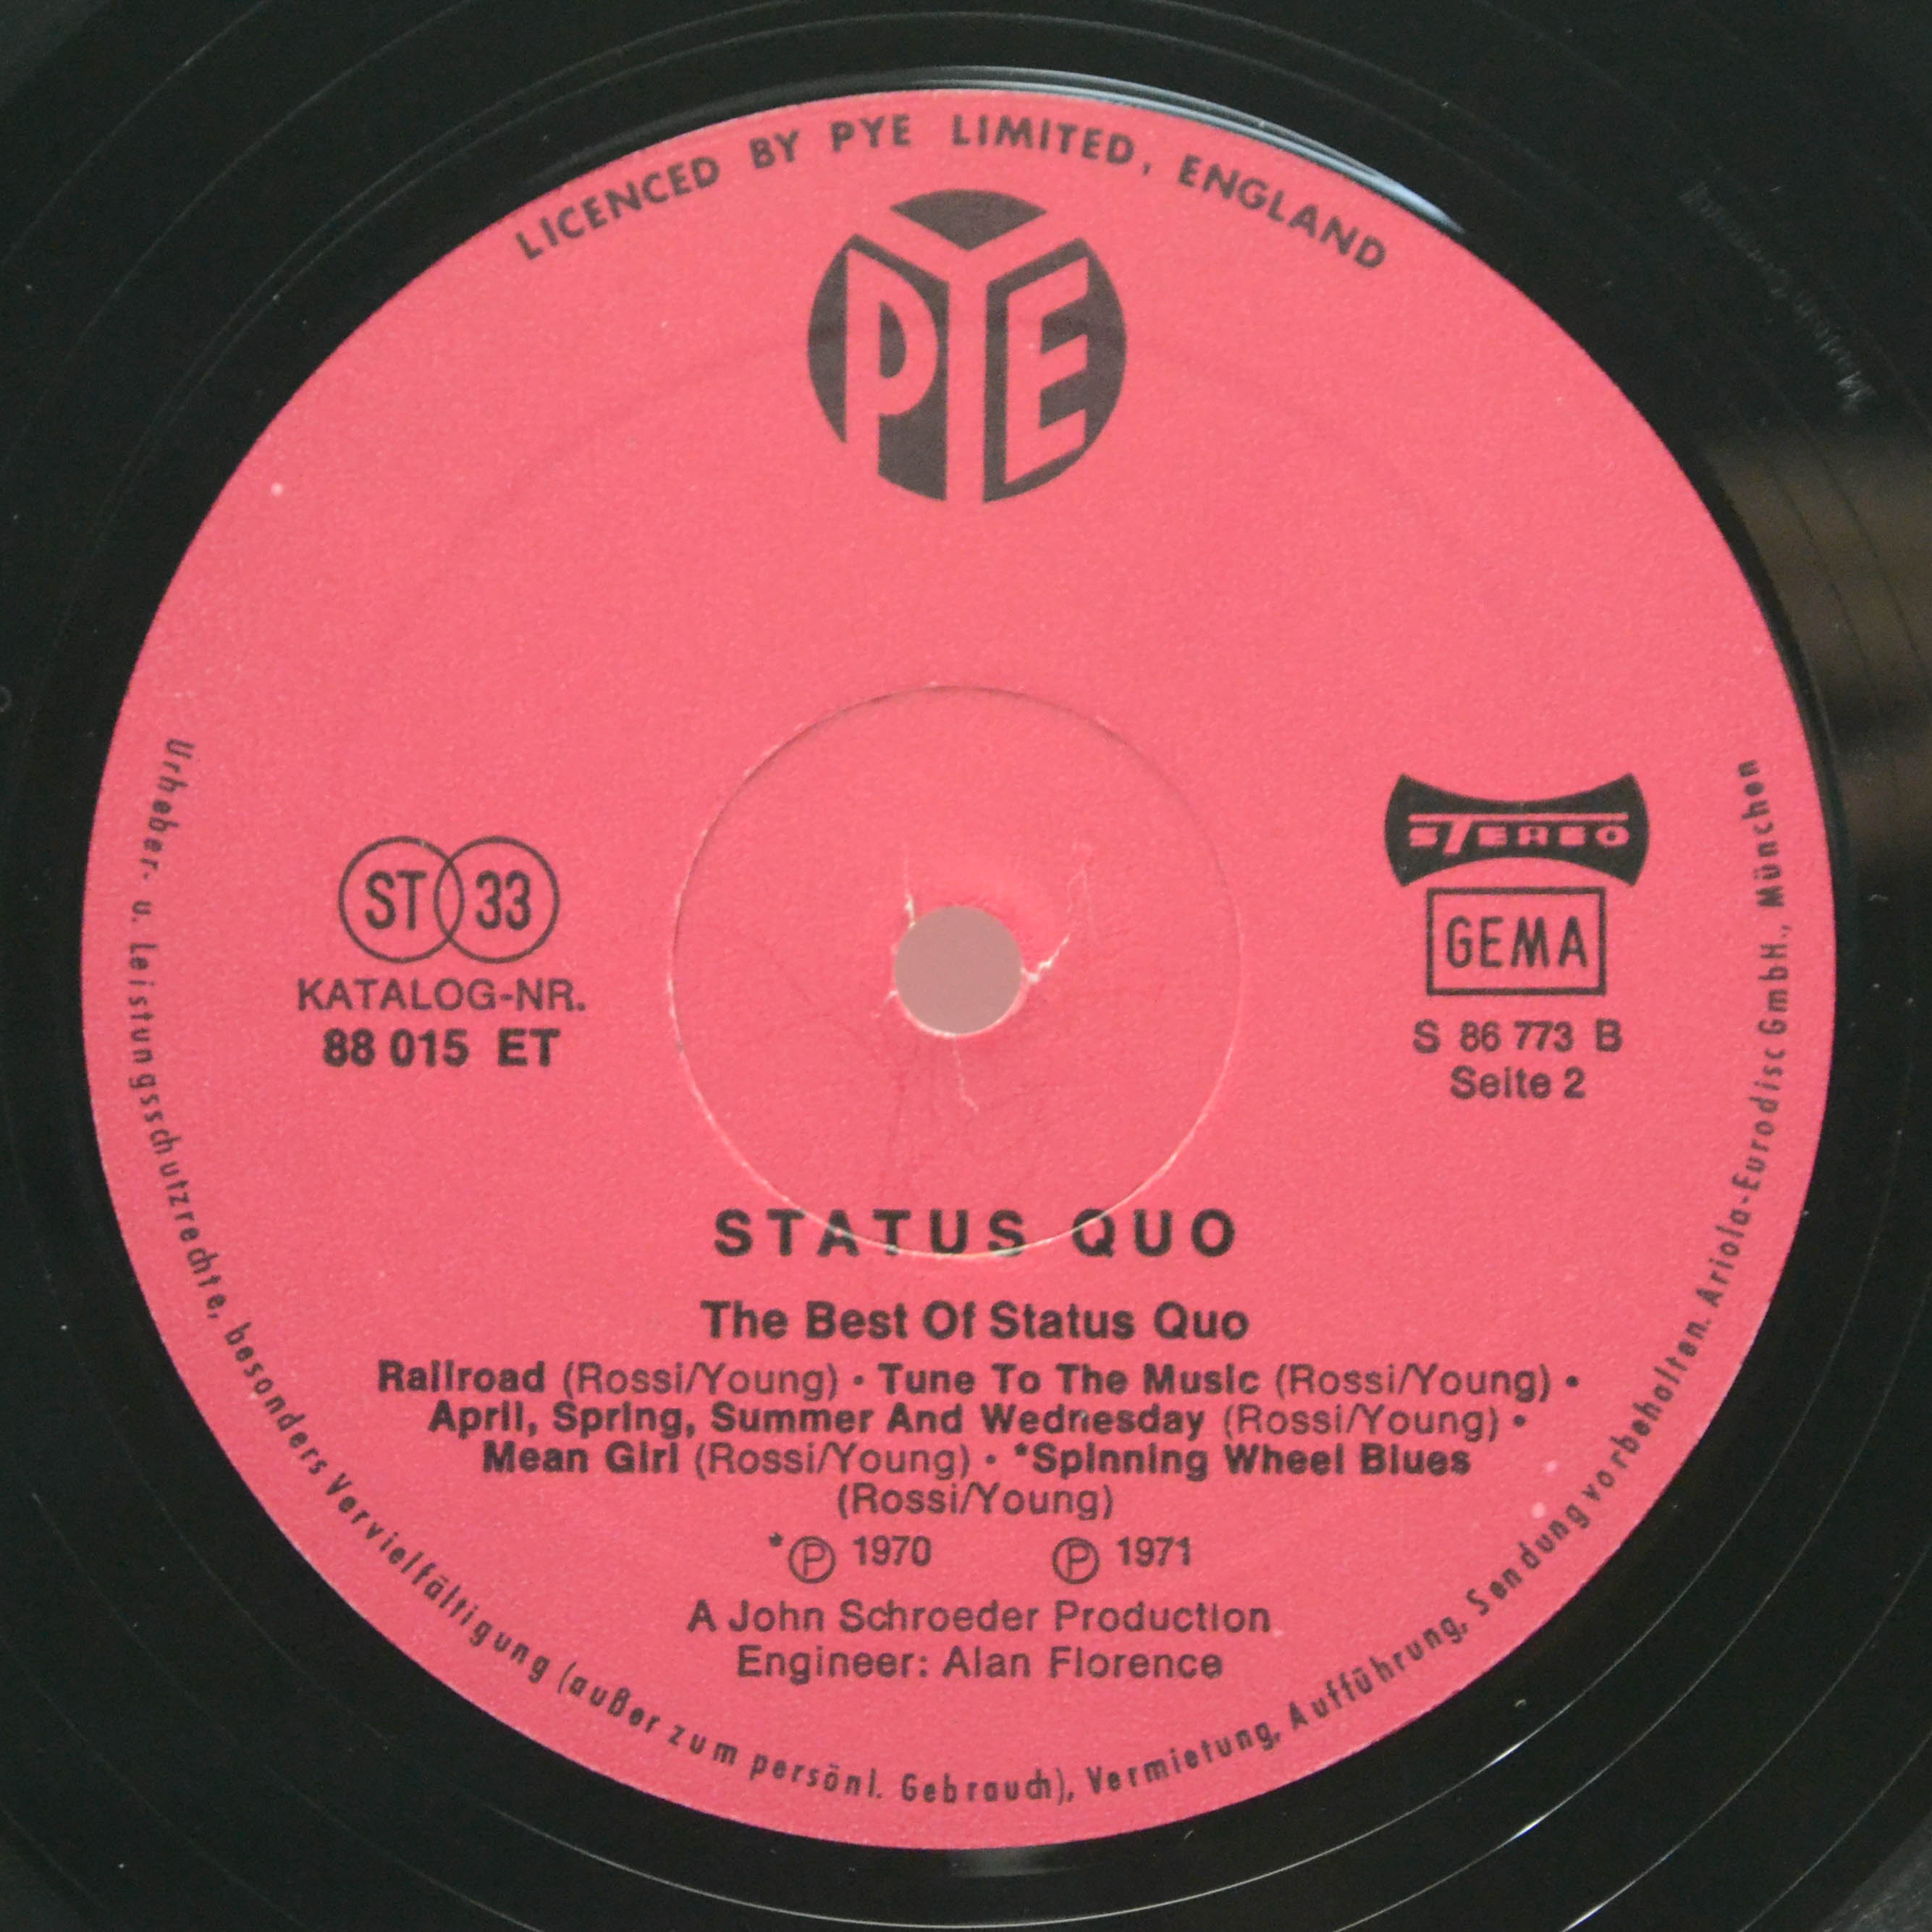 LICENCED BY PYE LIMITED, ENGLAND
PYE
ST 33
KATALOG-NR.
88 015 ET
STEREO
GEMA
S 86 773 B
Seite 2
STATUS QUO
The Best Of Status Quo
Railroad (Rossi/Young) • Tune To The Music (Rossi/Young) •
April, Spring, Summer And Wednesday (Rossi/Young) •
Mean Girl (Rossi/Young) • *Spinning Wheel Blues
(Rossi/Young)
*Ⓟ 1970 Ⓟ 1971
A John Schroeder Production
Engineer: Alan Florence
Urheber- u. Leistungsschutzrechte, besonders Vervielfältigung (außer zum persönl. Gebrauch), Vermietung, Aufführung, Sendung vorbehalten. Ariola-Eurodisc GmbH., München